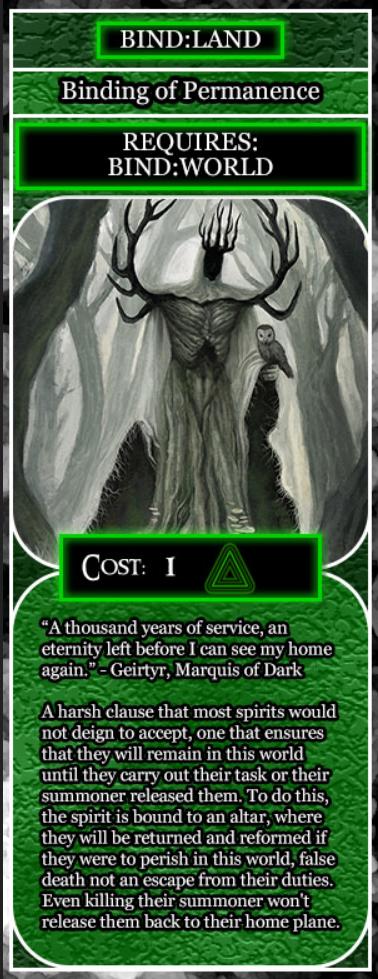 BIND:LAND
Binding of Permanence
REQUIRES:
BIND:WORLD
COST: 1
“A thousand years of service, an
eternity left before I can see my home
again.” - Geirtyr, Marquis of Dark
A harsh clause that most spirits would
not deign to accept, one that ensures
that they will remain in this world
until they carry out their task or their
summoner released them. To do this,
the spirit is bound to an altar, where
they will be returned and reformed if
they were to perish in this world, false
death not an escape from their duties.
Even killing their summoner won't
release them back to their home plane.